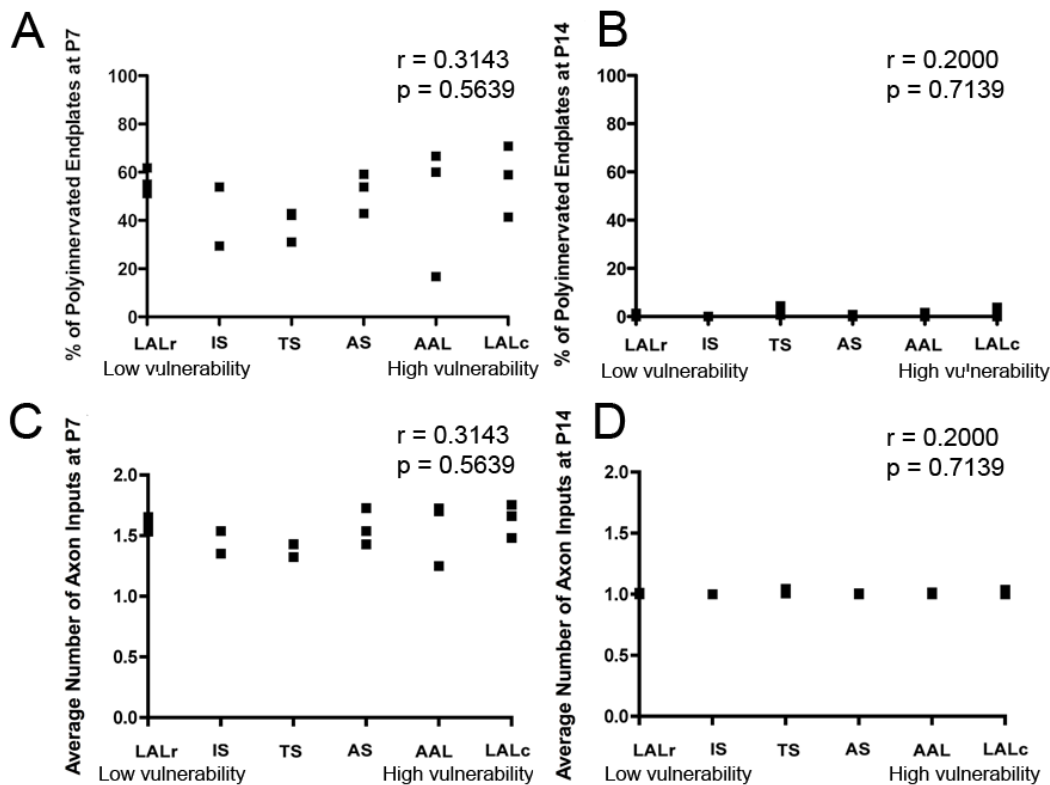 A
% of Polyinnervated Endplates at P7
r = 0.3143
p = 0.5639
100
80
60
40
20
0
LALr IS TS AS AAL LALc
Low vulnerability High vulnerability
B
% of Polyinnervated Endplates at P14
r = 0.2000
p = 0.7139
100
80
60
40
20
0
LALr IS TS AS AAL LALc
Low vulnerability High vulnerability
C
Average Number of Axon Inputs at P7
r = 0.3143
p = 0.5639
2.0
1.5
1.0
0.5
0.0
LALr IS TS AS AAL LALc
Low vulnerability High vulnerability
D
Average Number of Axon Inputs at P14
r = 0.2000
p = 0.7139
2.0
1.5
1.0
0.5
0.0
LALr IS TS AS AAL LALc
Low vulnerability High vulnerability